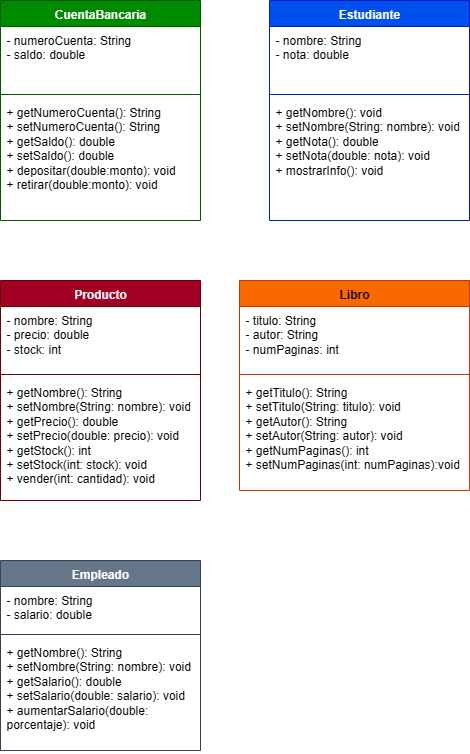 CuentaBancaria
- numeroCuenta: String
- saldo: double
+ getNumeroCuenta(): String
+ setNumeroCuenta(): String
+ getSaldo(): double
+ setSaldo(): double
+ depositar(double:monto): void
+ retirar(double:monto): void
Estudiante
- nombre: String
- nota: double
+ getNombre(): void
+ setNombre(String: nombre): void
+ getNota(): double
+ setNota(double: nota): void
+ mostrarInfo(): void
Producto
- nombre: String
- precio: double
- stock: int
+ getNombre(): String
+ setNombre(String: nombre): void
+ getPrecio(): double
+ setPrecio(double: precio): void
+ getStock(): int
+ setStock(int: stock): void
+ vender(int: cantidad): void
Libro
- titulo: String
- autor: String
- numPaginas: int
+ getTitulo(): String
+ setTitulo(String: titulo): void
+ getAutor(): String
+ setAutor(String: autor): void
+ getNumPaginas(): int
+ setNumPaginas(int: numPaginas):void
Empleado
- nombre: String
- salario: double
+ getNombre(): String
+ setNombre(String: nombre): void
+ getSalario(): double
+ setSalario(double: salario): void
+ aumentarSalario(double:
porcentaje): void